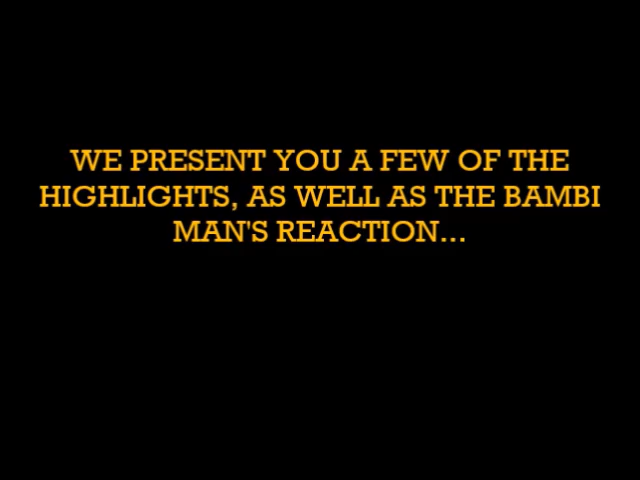 WE PRESENT YOU A FEW OF THE
HIGHLIGHTS, AS WELL AS THE BAMBI
MAN'S REACTION...